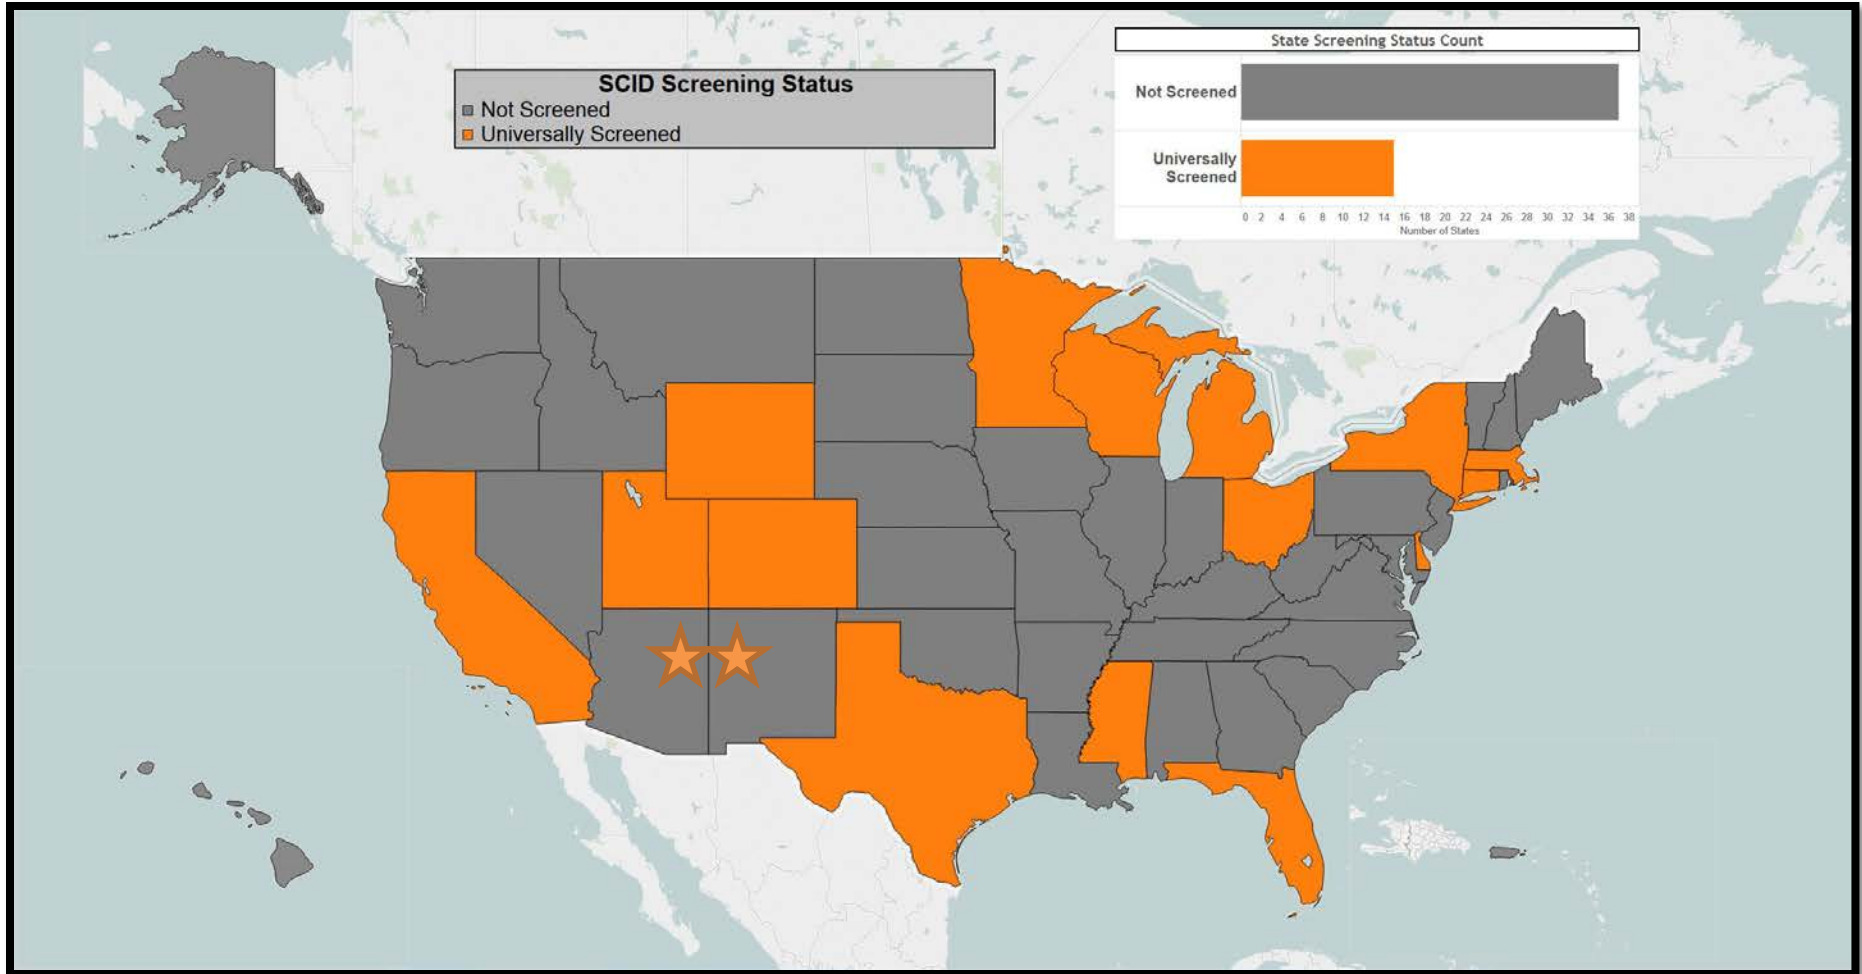 State Screening Status Count
SCID Screening Status
Not Screened
Universally Screened
Not Screened
Universally
Screened
0 2 4 6 8 10 12 14 16 18 20 22 24 26 28 30 32 34 36 38
Number of States